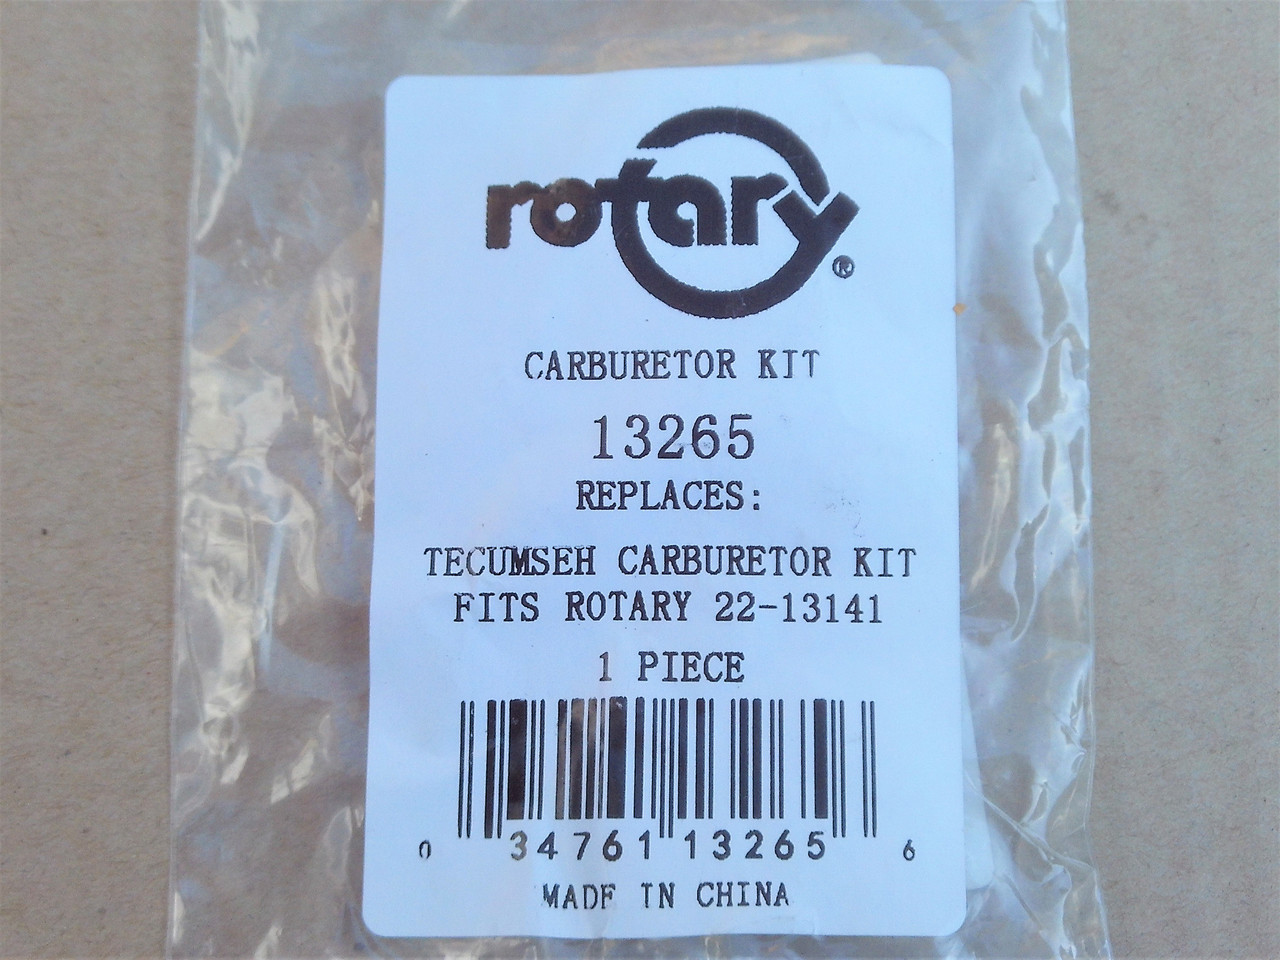 rotary®
CARBURETOR KIT
13265
REPLACES:
TECUMSEH CARBURETOR KIT
FITS ROTARY 22-13141
1 PIECE
0 34761 13265 6
MADE IN CHINA